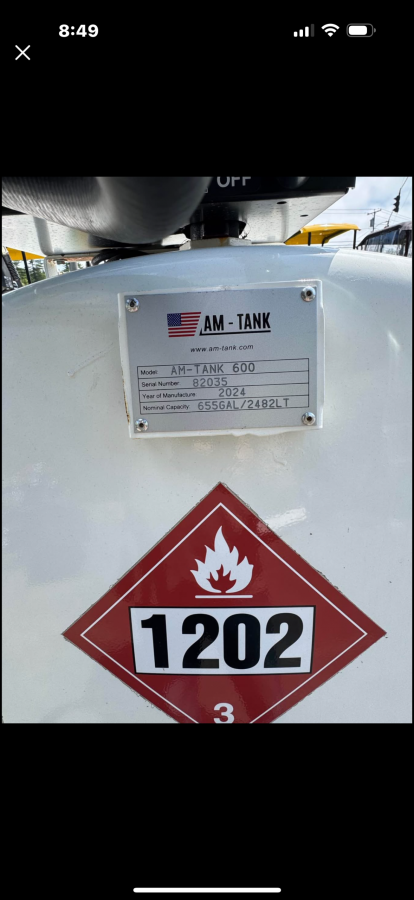 8:49
OFF
AM - TANK
www.am-tank.com
Model: AM-TANK 600
Serial Number: 82035
Year of Manufacture: 2024
Nominal Capacity: 655GAL/2482LT
1202
3